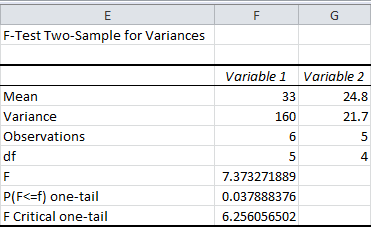 E F G
F-Test Two-Sample for Variances
Variable 1 Variable 2
Mean 33 24.8
Variance 160 21.7
Observations 6 5
df 5 4
F 7.373271889
P(F<=f) one-tail 0.037888376
F Critical one-tail 6.256056502